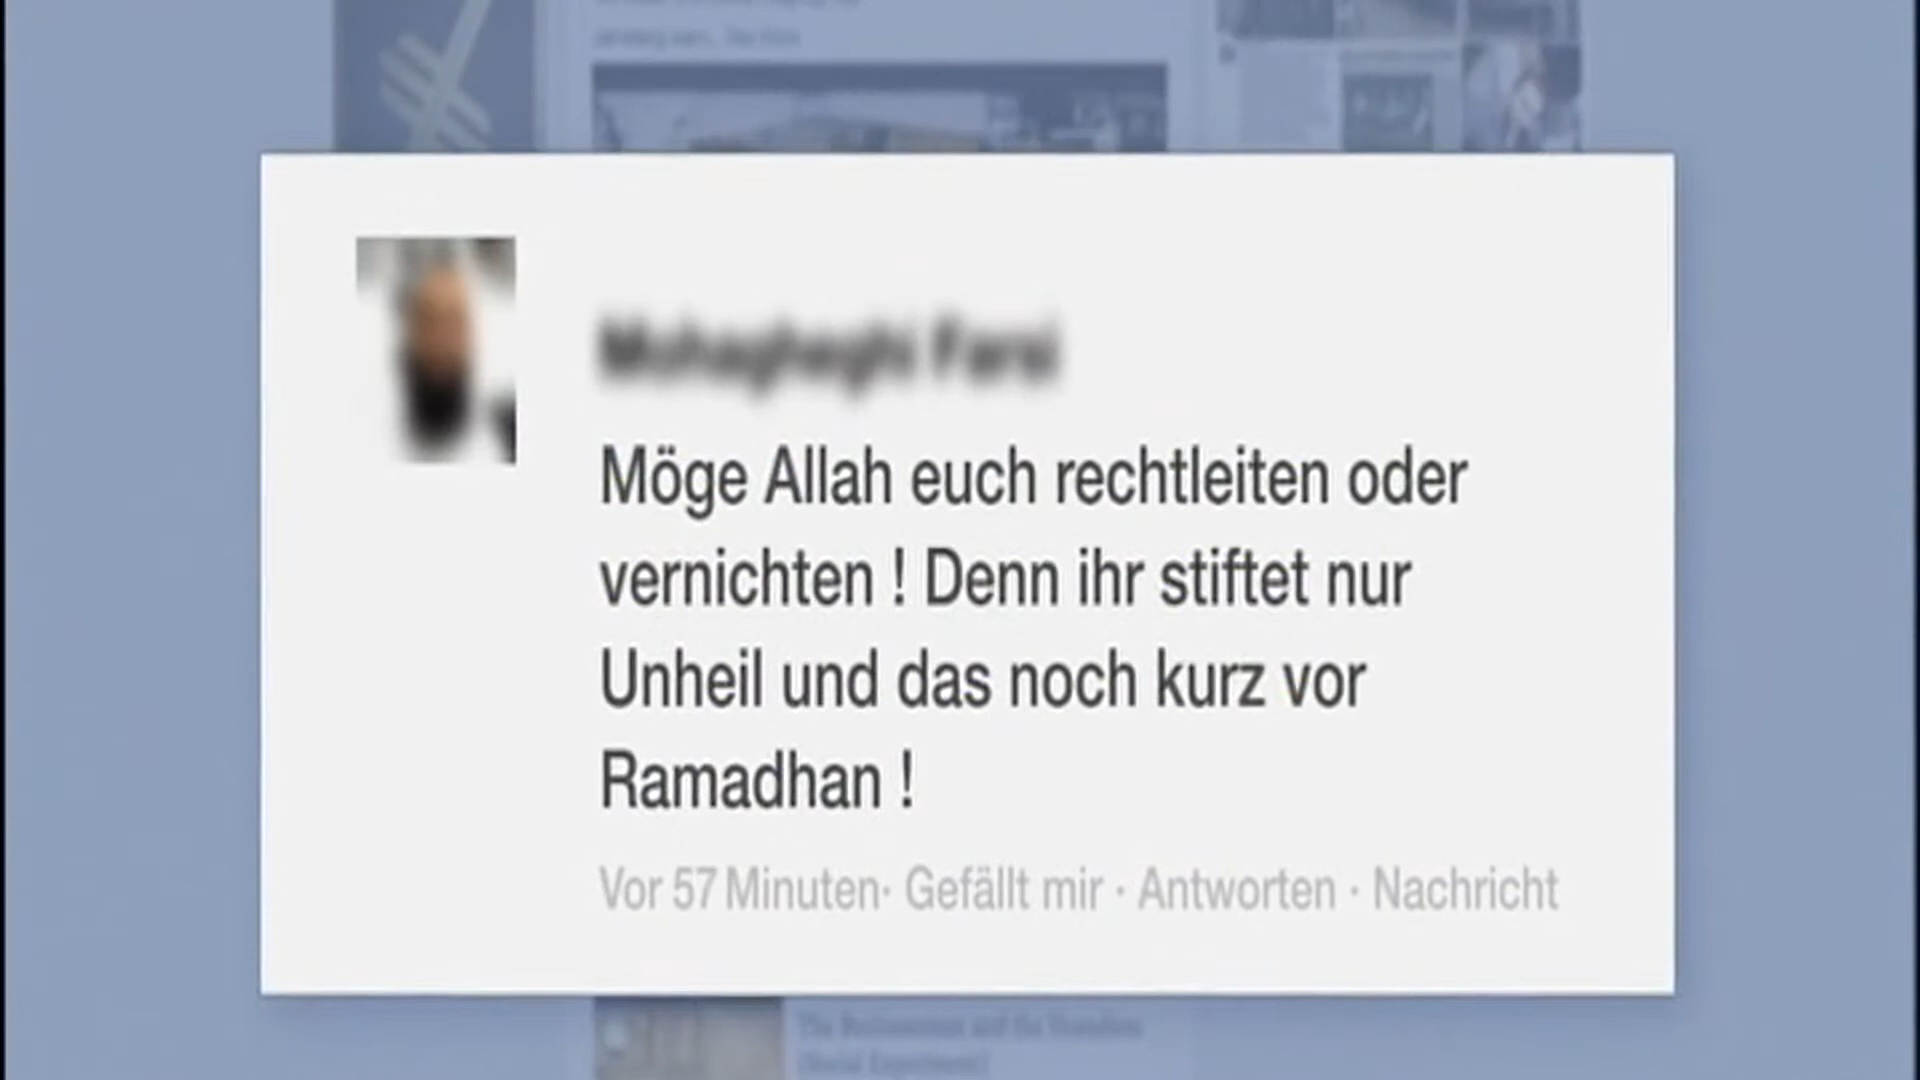 Möge Allah euch rechtleiten oder
vernichten ! Denn ihr stiftet nur
Unheil und das noch kurz vor
Ramadhan !
Vor 57 Minuten· Gefällt mir · Antworten · Nachricht